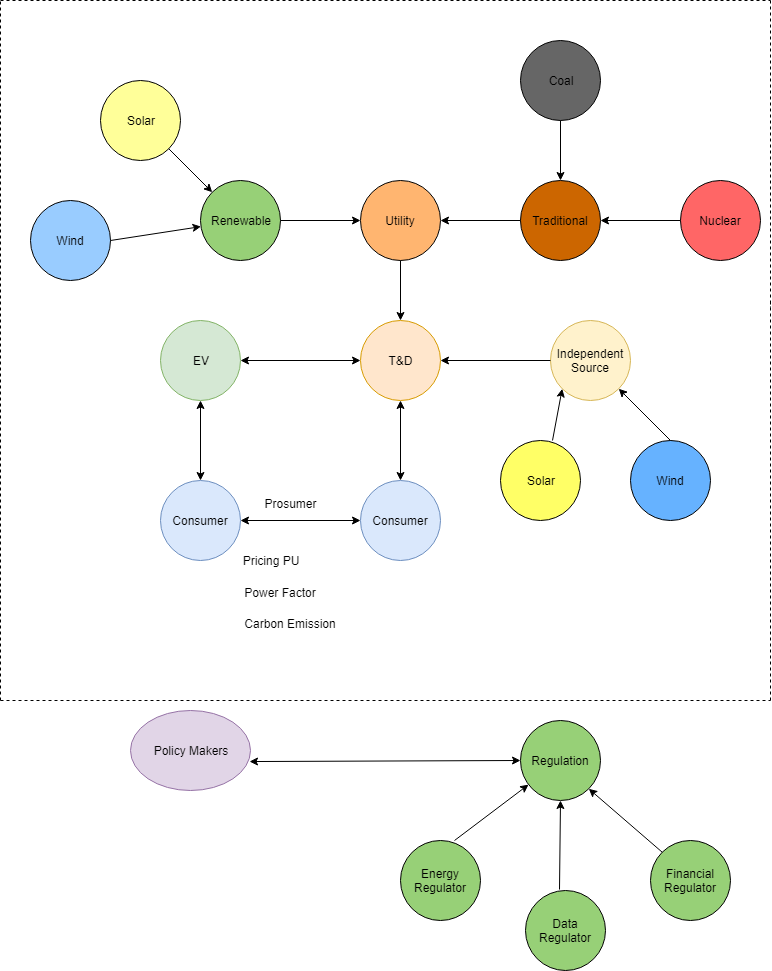 Coal
Solar
Wind
Renewable
Utility
Traditional
Nuclear
EV
T&D
Independent
Source
Solar
Wind
Consumer
Prosumer
Consumer
Pricing PU
Power Factor
Carbon Emission
Policy Makers
Regulation
Energy
Regulator
Data
Regulator
Financial
Regulator